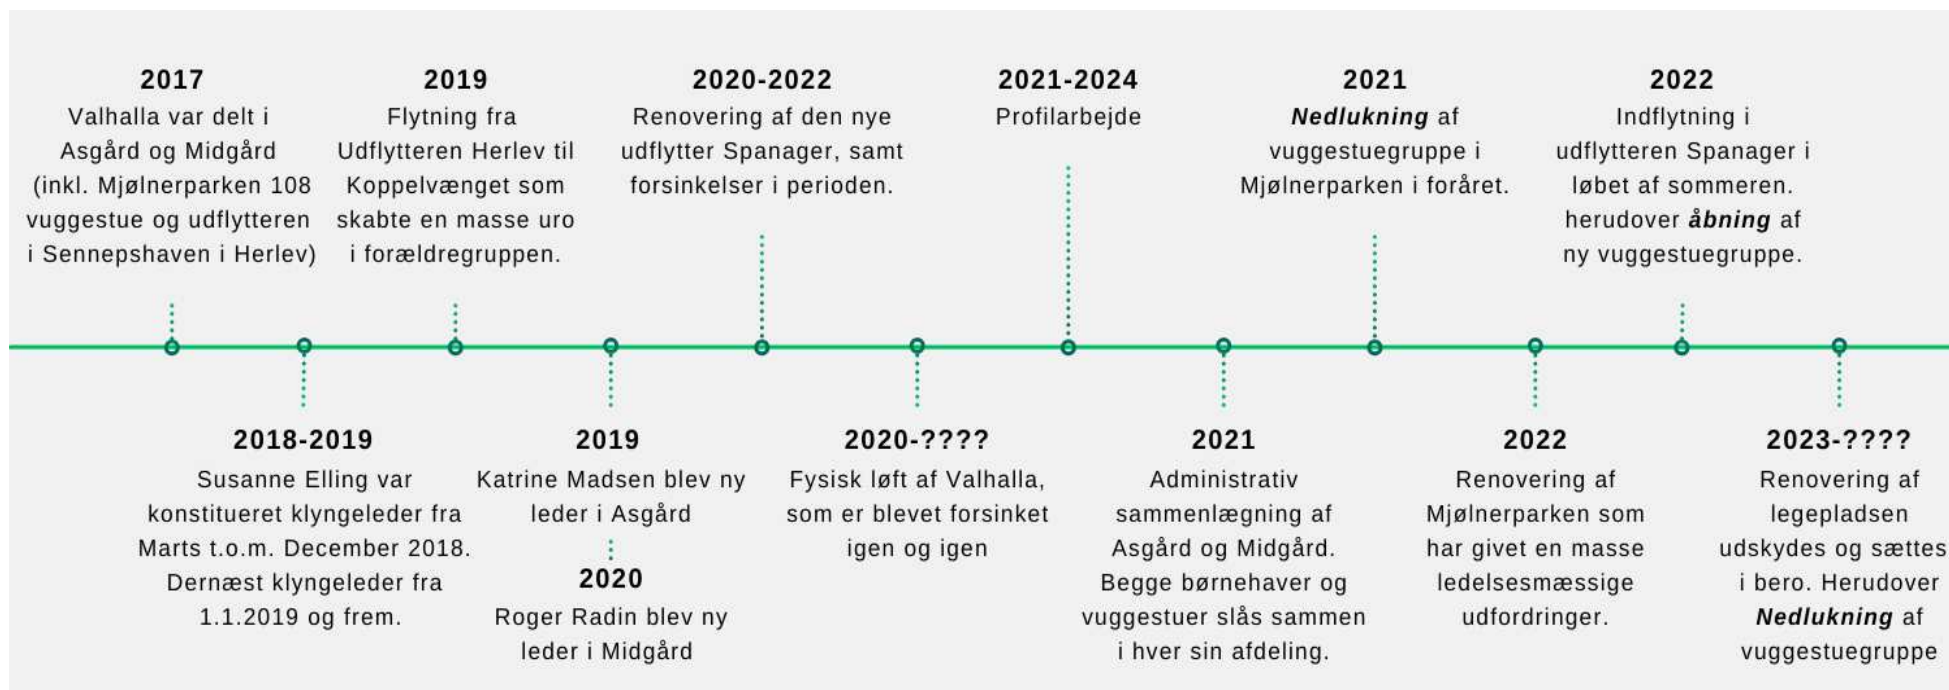 2017
Valhalla var delt i
Asgård og Midgård
(inkl. Mjølnerparken 108
vuggestue og udflytteren
i Sennepshaven i Herlev)
2018-2019
Susanne Elling var
konstitueret klyngeleder fra
Marts t.o.m. December 2018.
Dernæst klyngeleder fra
1.1.2019 og frem.
2019
Flytning fra
Udflytteren Herlev til
Koppelvænget som
skabte en masse uro
i forældregruppen.
2019
Katrine Madsen blev ny
leder i Asgård
2020
Roger Radin blev ny
leder i Midgård
2020-2022
Renovering af den nye
udflytter Spanager, samt
forsinkelser i perioden.
2020-????
Fysisk løft af Valhalla,
som er blevet forsinket
igen og igen
2021-2024
Profilarbejde
2021
Administrativ
sammenlægning af
Asgård og Midgård.
Begge børnehaver og
vuggestuer slås sammen
i hver sin afdeling.
2021
Nedlukning af
vuggestuegruppe i
Mjølnerparken i foråret.
2022
Renovering af
Mjølnerparken som
har givet en masse
ledelsesmæssige
udfordringer.
2022
Indflytning i
udflytteren Spanager i
løbet af sommeren.
herudover åbning af
ny vuggestuegruppe.
2023-????
Renovering af
legepladsen
udskydes og sættes
i bero. Herudover
Nedlukning af
vuggestuegruppe